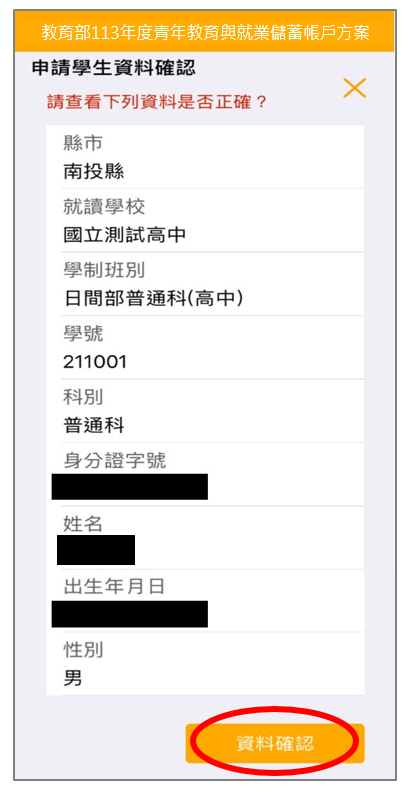 教育部113年度青年教育與就業儲蓄帳戶方案
申請學生資料確認
請查看下列資料是否正確？
縣市
南投縣
就讀學校
國立測試高中
學制班別
日間部普通科(高中)
學號
211001
科別
普通科
身分證字號
姓名
出生年月日
性別
男
資料確認